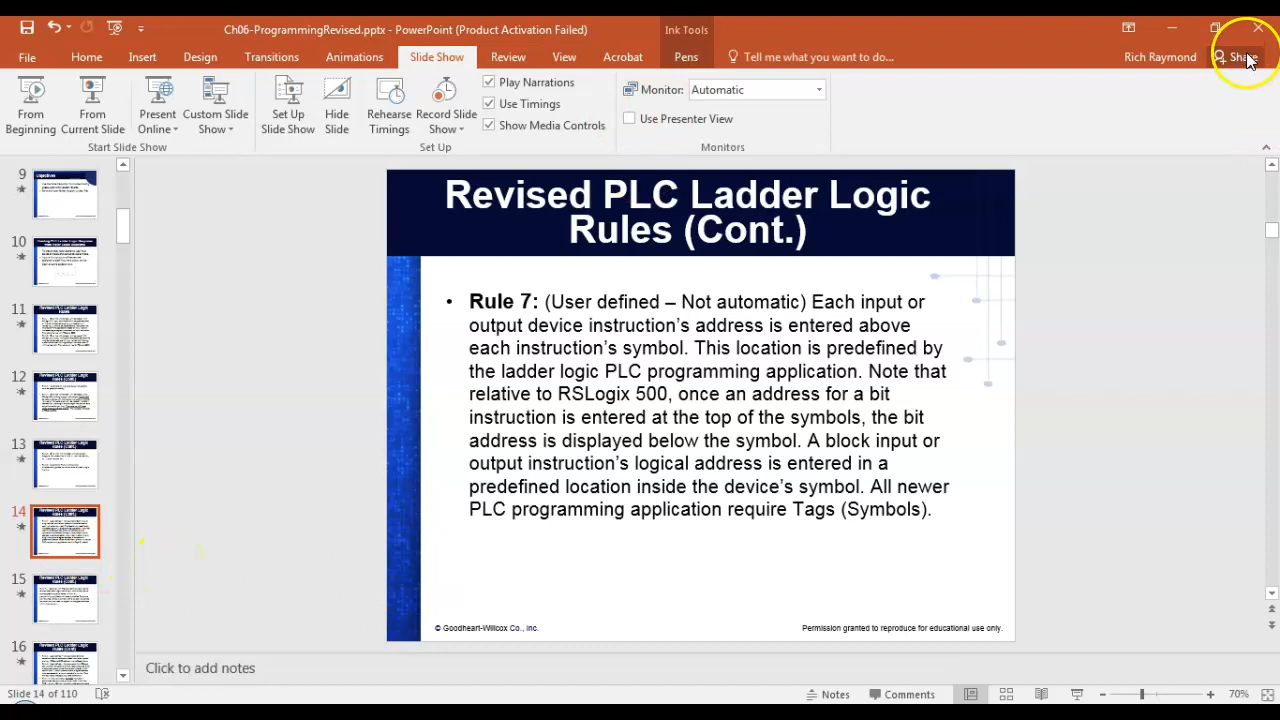 Ch06-ProgrammingRevised.pptx - PowerPoint (Product Activation Failed)
Ink Tools
File Home Insert Design Transitions Animations Slide Show Review View Acrobat Pens Tell me what you want to do... Rich Raymond
From Beginning
From Current Slide
Present Online
Custom Slide Show
Set Up Slide Show
Hide Slide
Rehearse Timings
Record Slide Show
Play Narrations
Use Timings
Show Media Controls
Monitor: Automatic
Use Presenter View
Start Slide Show Set Up Monitors
9
10
11
12
13
14
15
16
Revised PLC Ladder Logic
Rules (Cont.)
• Rule 7: (User defined – Not automatic) Each input or
output device instruction's address is entered above
each instruction's symbol. This location is predefined by
the ladder logic PLC programming application. Note that
relative to RSLogix 500, once an address for a bit
instruction is entered at the top of the symbols, the bit
address is displayed below the symbol. A block input or
output instruction's logical address is entered in a
predefined location inside the device's symbol. All newer
PLC programming application require Tags (Symbols).
© Goodheart-Willcox Co., Inc. Permission granted to reproduce for educational use only.
Click to add notes
Slide 14 of 110 Notes Comments 70%